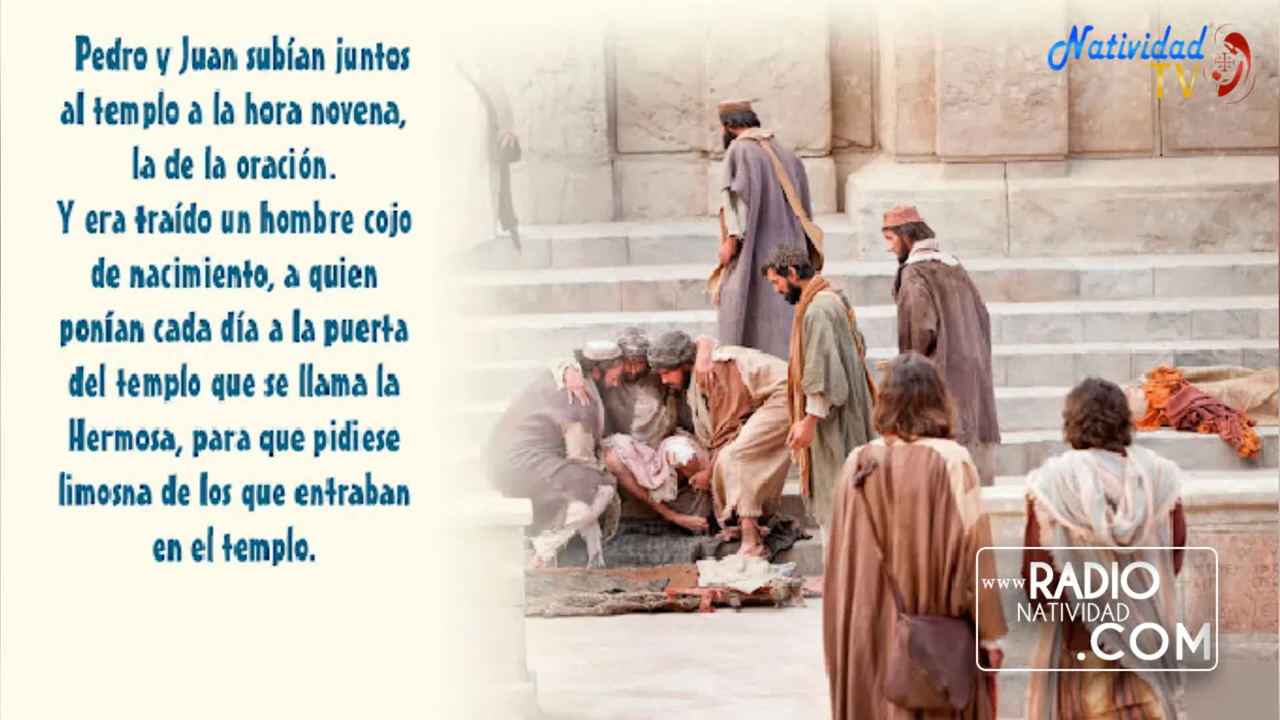 Pedro y Juan subían juntos
al templo a la hora novena,
la de la oración.
Y era traído un hombre cojo
de nacimiento, a quien
ponían cada día a la puerta
del templo que se llama la
Hermosa, para que pidiese
limosna de los que entraban
en el templo.
Natividad
TV
www RADIO
NATIVIDAD
.COM